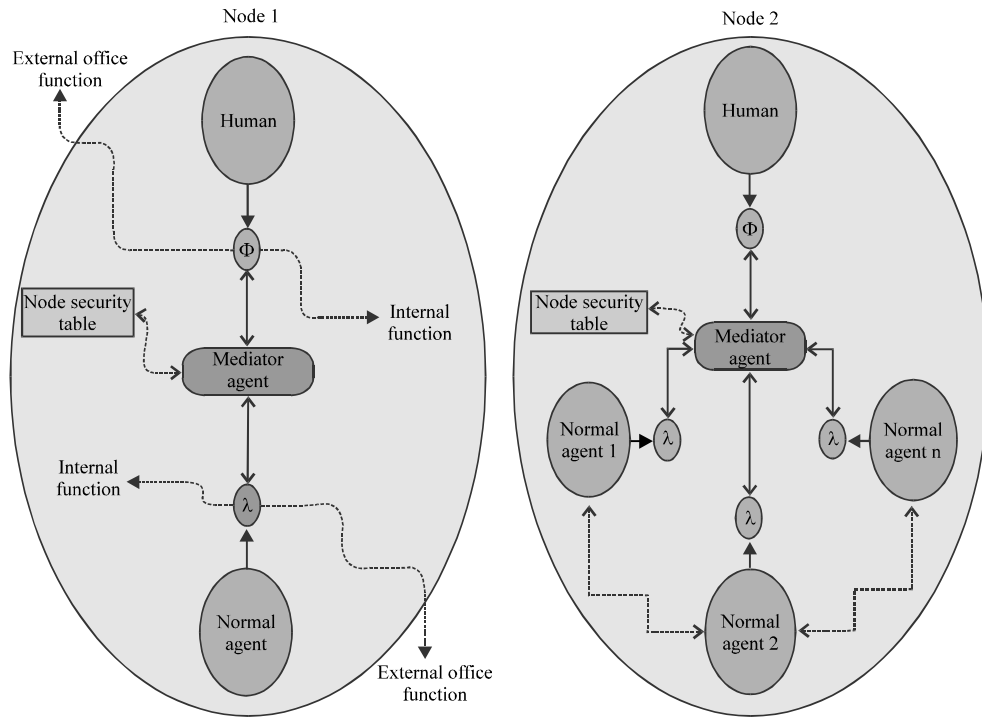 Node 1
External office
function
Human
Φ
Node security
table
Internal
function
Mediator
agent
Internal
function
λ
Normal
agent
External office
function
Node 2
Human
Φ
Node security
table
Mediator
agent
Normal
agent 1
λ
λ
Normal
agent n
λ
Normal
agent 2